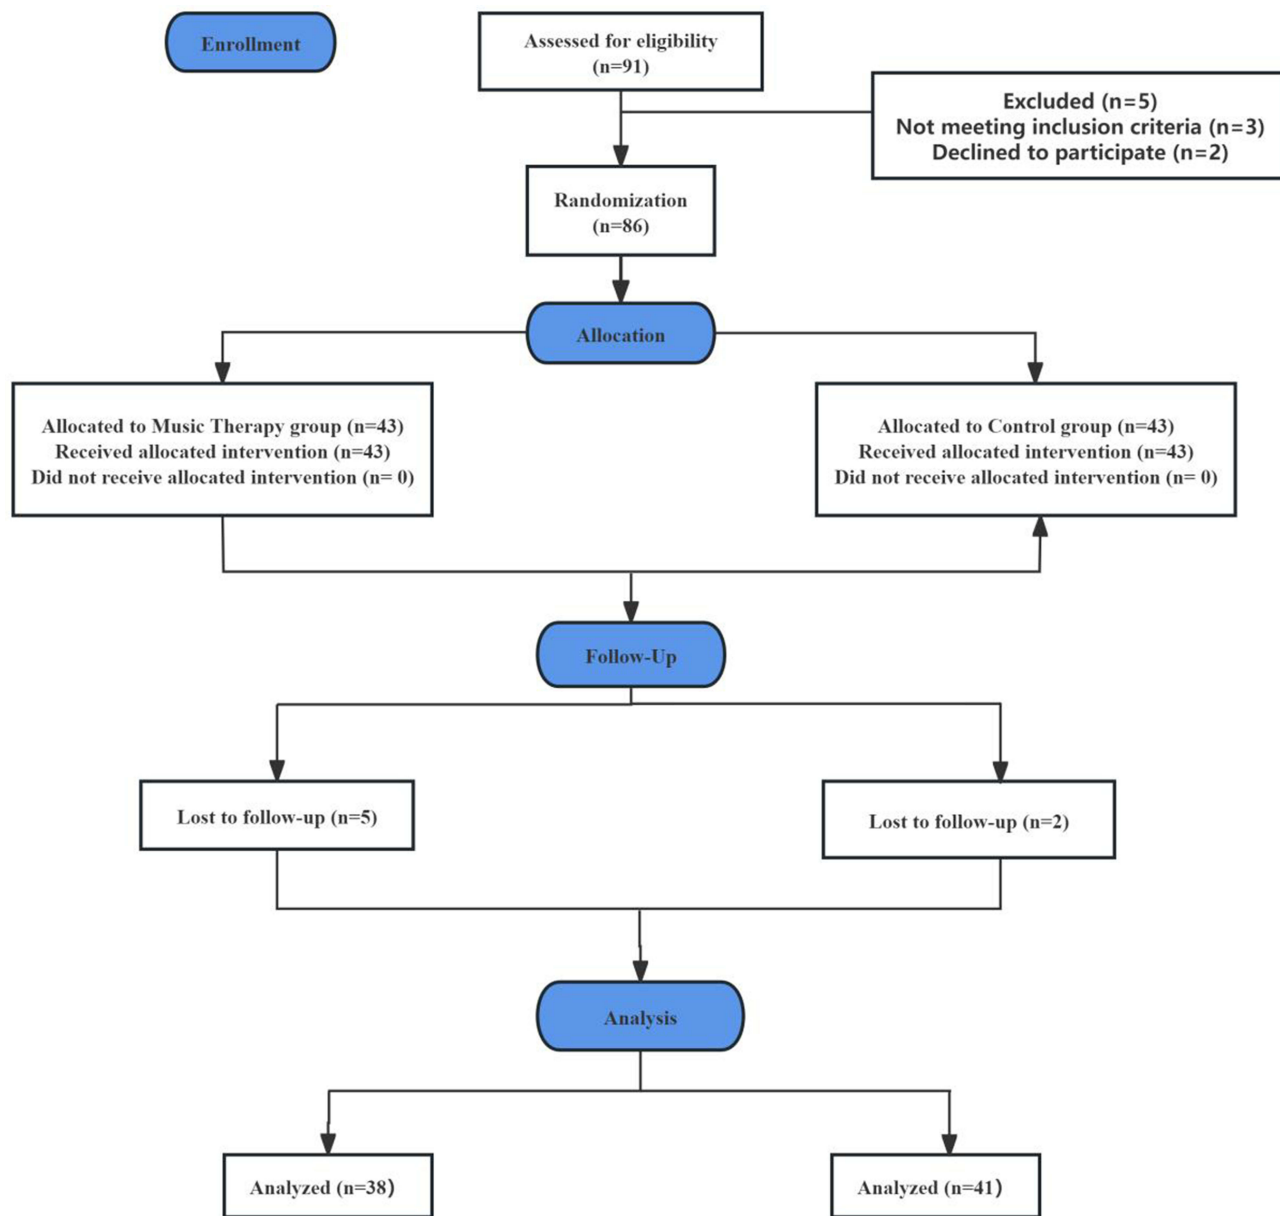 Enrollment
Assessed for eligibility
(n=91)
Excluded (n=5)
Not meeting inclusion criteria (n=3)
Declined to participate (n=2)
Randomization
(n=86)
Allocation
Allocated to Music Therapy group (n=43)
Received allocated intervention (n=43)
Did not receive allocated intervention (n= 0)
Allocated to Control group (n=43)
Received allocated intervention (n=43)
Did not receive allocated intervention (n= 0)
Follow-Up
Lost to follow-up (n=5)
Lost to follow-up (n=2)
Analysis
Analyzed (n=38)
Analyzed (n=41)